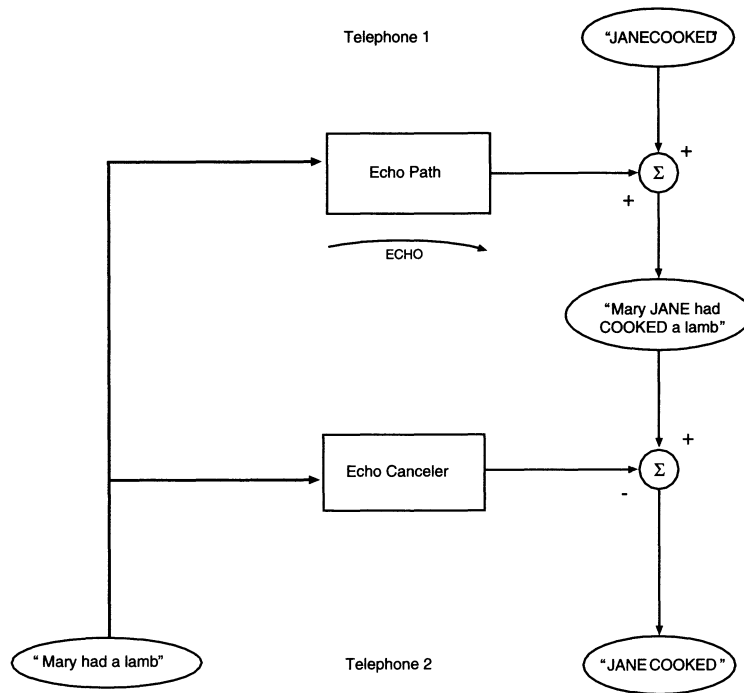 Telephone 1
"JANECOOKED"
+
Echo Path
Σ
+
ECHO
"Mary JANE had
COOKED a lamb"
+
Echo Canceler
Σ
-
" Mary had a lamb"
Telephone 2
"JANE COOKED "